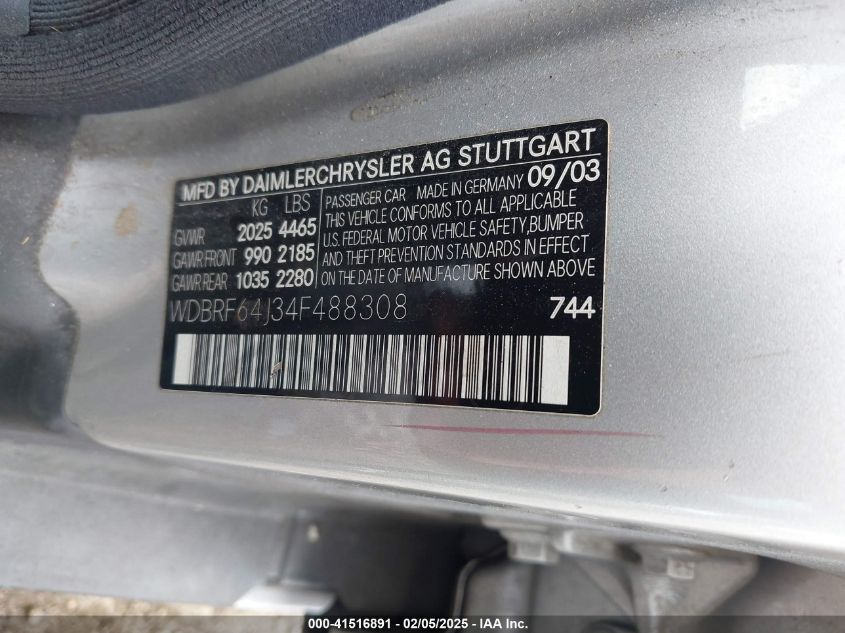 MFD BY DAIMLERCHRYSLER AG STUTTGART
KG LBS
GVWR 2025 4465
GAWR FRONT 990 2185
GAWR REAR 1035 2280
PASSENGER CAR MADE IN GERMANY 09/03
THIS VEHICLE CONFORMS TO ALL APPLICABLE
U.S. FEDERAL MOTOR VEHICLE SAFETY, BUMPER
AND THEFT PREVENTION STANDARDS IN EFFECT
ON THE DATE OF MANUFACTURE SHOWN ABOVE
WDBRF64J34F488308 744
000-41516891 - 02/05/2025 - IAA Inc.